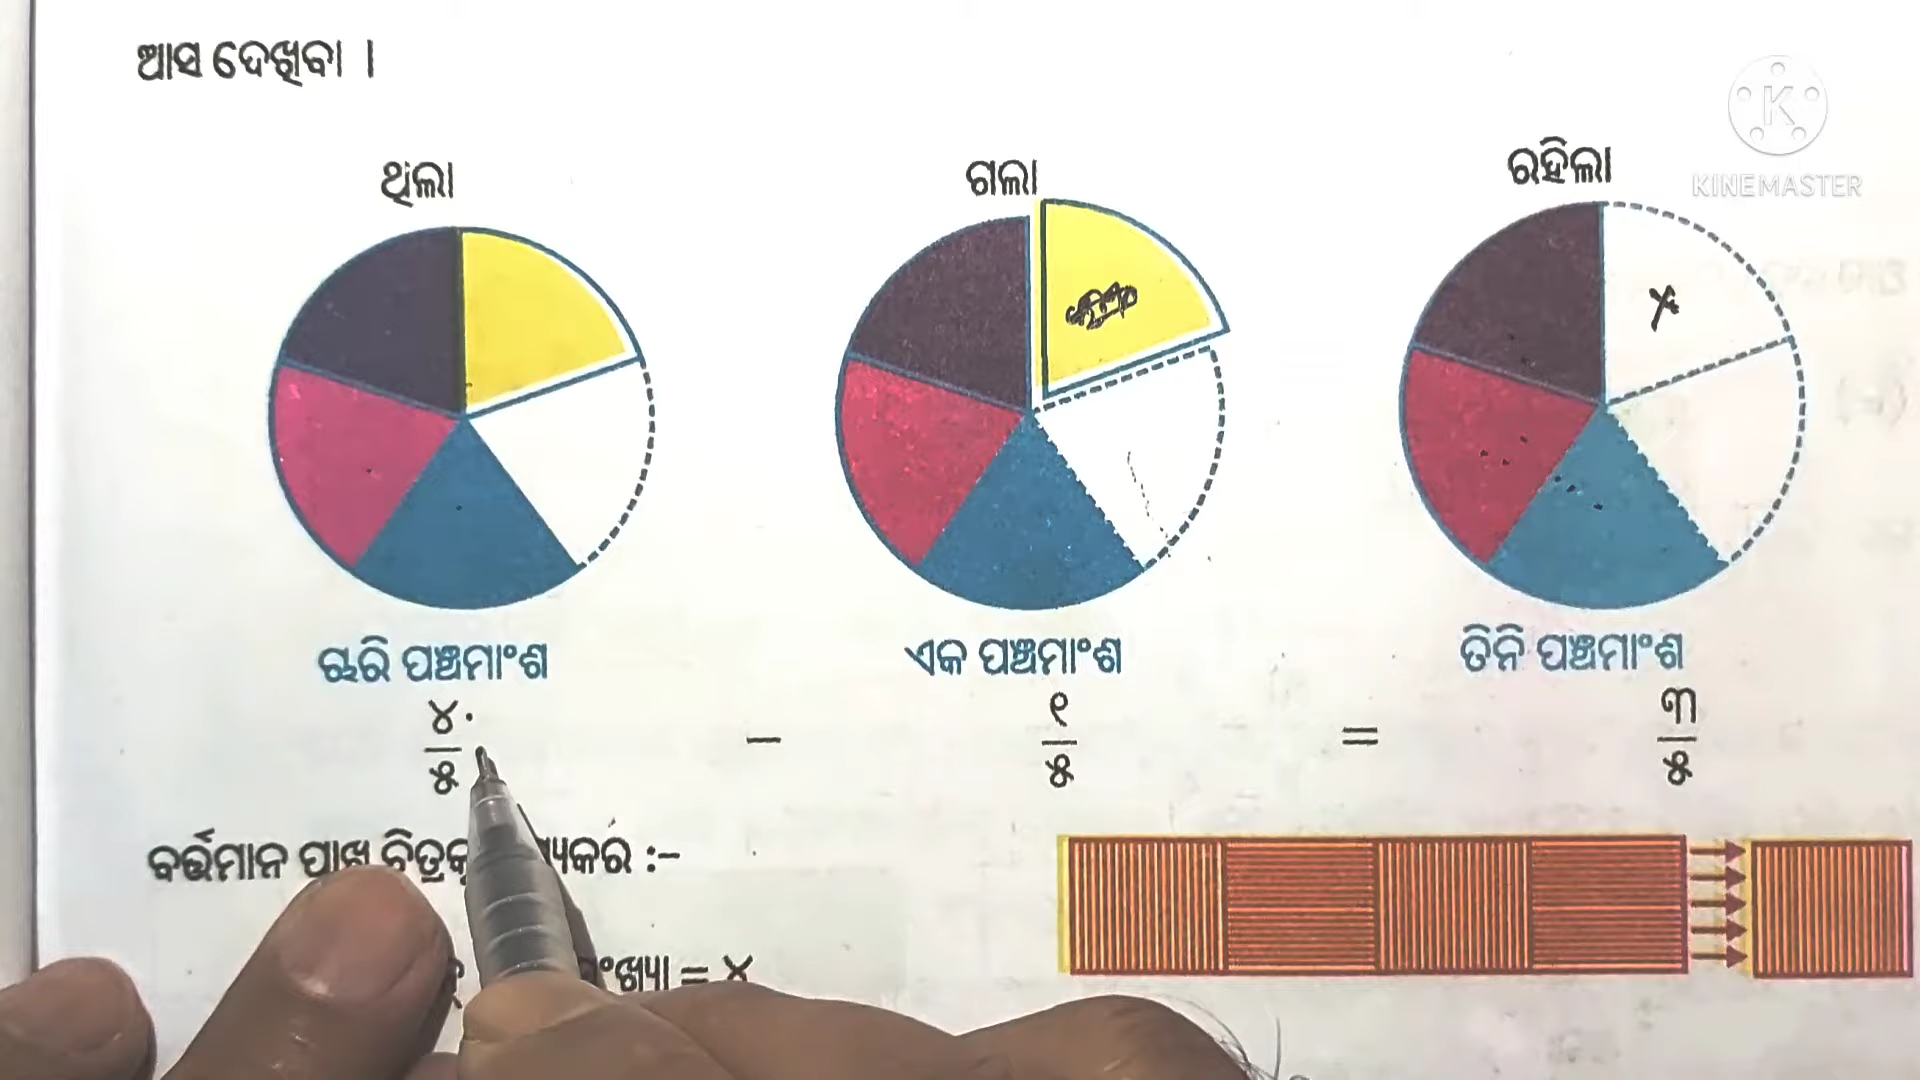 ଆସ ଦେଖିବା ।
ଥିଲା ଗଲା ରହିଲା
K
KINEMASTER
ଚାରି ପଞ୍ଚମାଂଶ ଏକ ପଞ୍ଚମାଂଶ ତିନି ପଞ୍ଚମାଂଶ
୪ ୧ ୩
— − — = —
୫ ୫ ୫
ବର୍ତ୍ତମାନ ପାଖ :–
= ୪